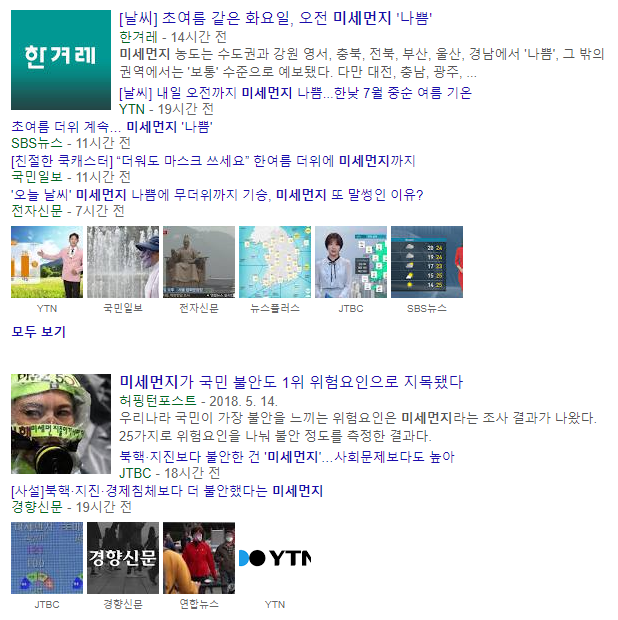 한겨레
[날씨] 초여름 같은 화요일, 오전 미세먼지 '나쁨'
한겨레 - 14시간 전
미세먼지 농도는 수도권과 강원 영서, 충북, 전북, 부산, 울산, 경남에서 '나쁨', 그 밖의
권역에서는 '보통' 수준으로 예보됐다. 다만 대전, 충남, 광주, ...
[날씨] 내일 오전까지 미세먼지 나쁨...한낮 7월 중순 여름 기온
YTN - 19시간 전
초여름 더위 계속… 미세먼지 '나쁨'
SBS뉴스 - 11시간 전
[친절한 쿡캐스터] “더워도 마스크 쓰세요” 한여름 더위에 미세먼지까지
국민일보 - 11시간 전
'오늘 날씨' 미세먼지 나쁨에 무더위까지 기승, 미세먼지 또 말썽인 이유?
전자신문 - 7시간 전
20 24
19 24
17 23
15 25
14 25
YTN
국민일보
전자신문
뉴스플러스
JTBC
SBS뉴스
모두 보기
미세먼지가 국민 불안도 1위 위험요인으로 지목됐다
허핑턴포스트 - 2018. 5. 14.
우리나라 국민이 가장 불안을 느끼는 위험요인은 미세먼지라는 조사 결과가 나왔다.
25가지로 위험요인을 나눠 불안 정도를 측정한 결과다.
북핵·지진보다 불안한 건 '미세먼지'…사회문제보다도 높아
JTBC - 18시간 전
[사설]북핵·지진·경제침체보다 더 불안했다는 미세먼지
경향신문 - 19시간 전
경향신문
YTN
JTBC
경향신문
연합뉴스
YTN